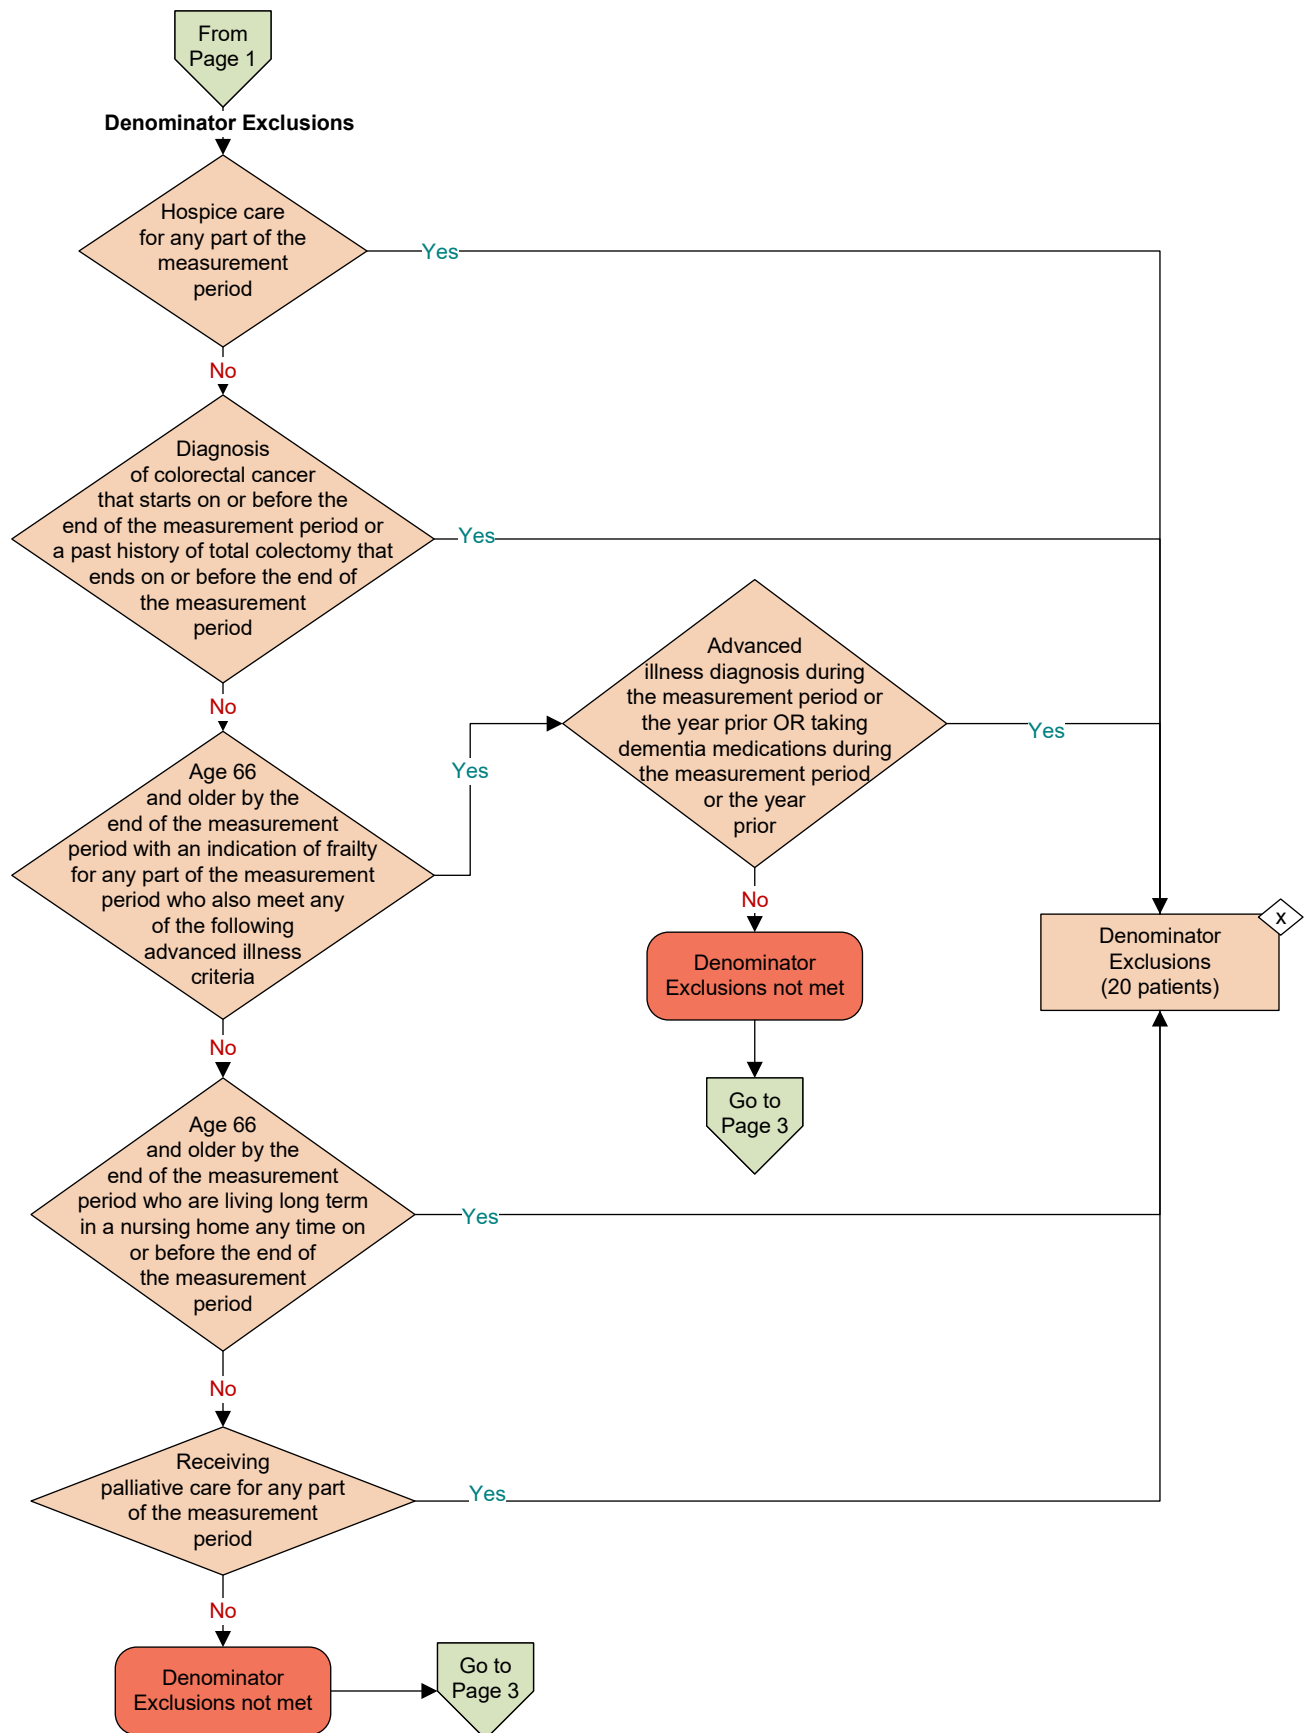 From
Page 1
Denominator Exclusions
Hospice care
for any part of the
measurement
period
Yes
No
Diagnosis
of colorectal cancer
that starts on or before the
end of the measurement period or
a past history of total colectomy that
ends on or before the end of
the measurement
period
Yes
No
Age 66
and older by the
end of the measurement
period with an indication of frailty
for any part of the measurement
period who also meet any
of the following
advanced illness
criteria
Yes
Advanced
illness diagnosis during
the measurement period or
the year prior OR taking
dementia medications during
the measurement period
or the year
prior
Yes
No
Denominator
Exclusions not met
Go to
Page 3
x
Denominator
Exclusions
(20 patients)
No
Age 66
and older by the
end of the measurement
period who are living long term
in a nursing home any time on
or before the end of
the measurement
period
Yes
No
Receiving
palliative care for any part
of the measurement
period
Yes
No
Denominator
Exclusions not met
Go to
Page 3